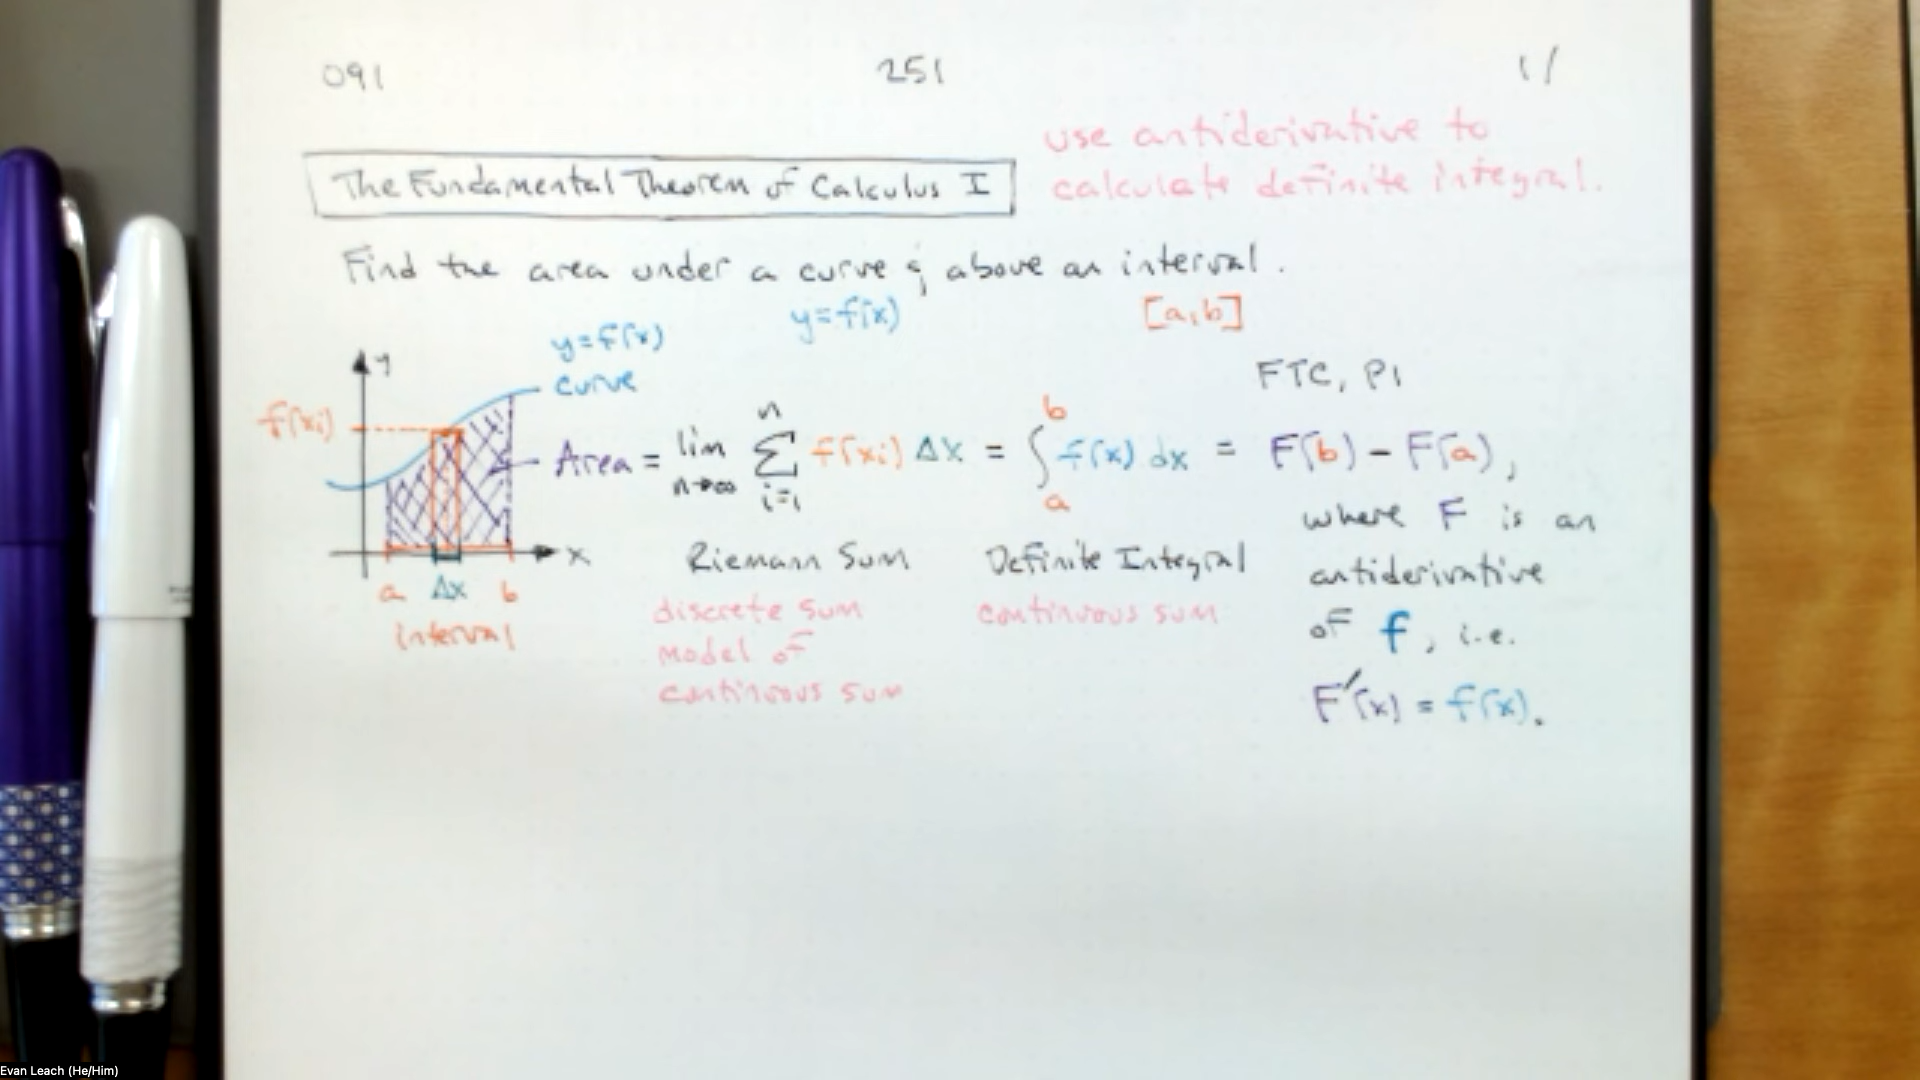 091 251 1/
use antiderivative to
calculate definite integral.
The Fundamental Theorem of Calculus I
Find the area under a curve & above an interval.
y=f(x) [a,b]
y=f(x)
curve
y
f(xi)
x
a Δx b
interval
FTC, P1
Area = lim n→∞ n Σ i=1 f(xi) Δx = ∫ b a f(x) dx = F(b) - F(a),
where F is an
antiderivative
of f, i.e.
F'(x) = f(x).
Riemann Sum
discrete sum
model of
continuous sum
Definite Integral
continuous sum
Evan Leach (He/Him)